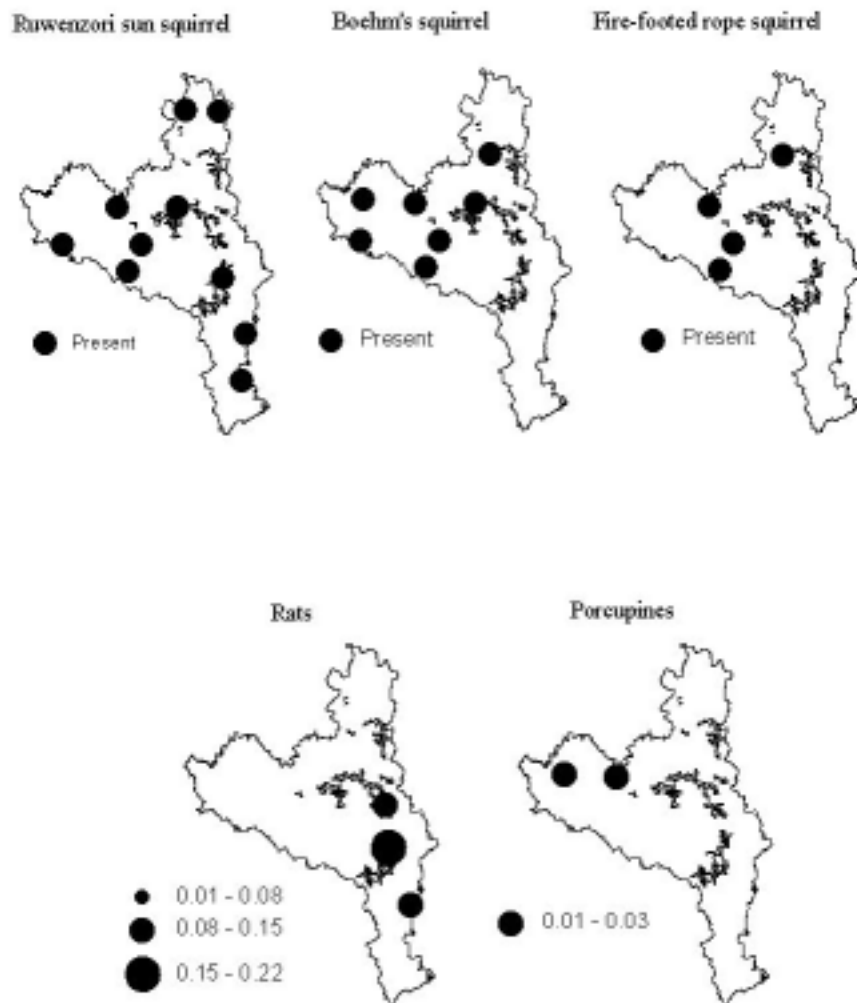 Ruwenzori sun squirrel
Boehm's squirrel
Fire-footed rope squirrel
Present
Present
Present
Rats
Porcupines
0.01 - 0.08
0.08 - 0.15
0.15 - 0.22
0.01 - 0.03